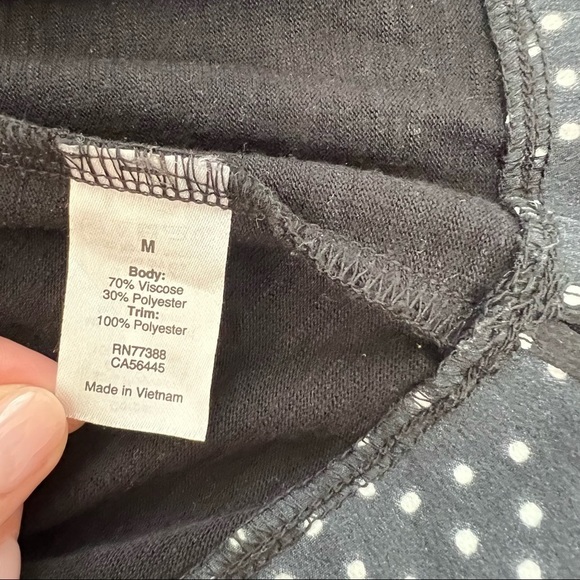 M
Body:
70% Viscose
30% Polyester
Trim:
100% Polyester
RN77388
CA56445
Made in Vietnam